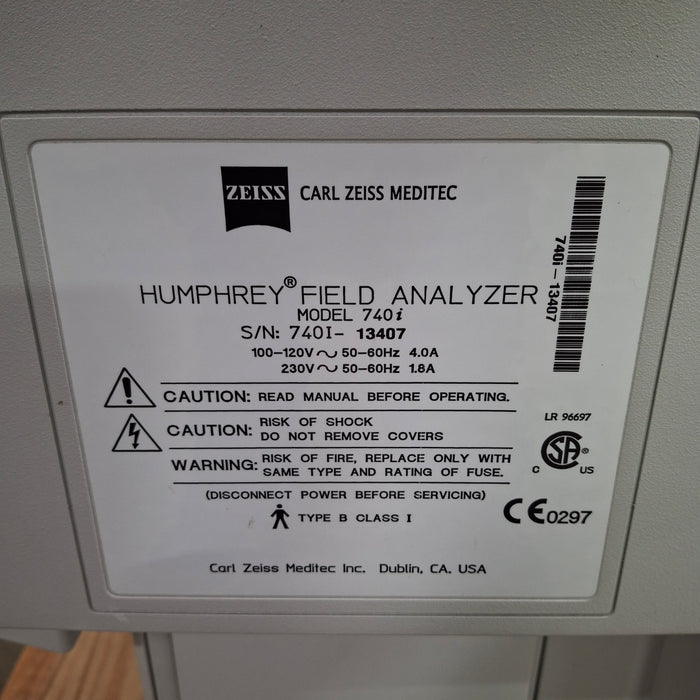 ZEISS CARL ZEISS MEDITEC
740i-13407
HUMPHREY® FIELD ANALYZER
MODEL 740i
S/N: 740I- 13407
100-120V ~ 50-60Hz 4.0A
230V ~ 50-60Hz 1.8A
CAUTION: READ MANUAL BEFORE OPERATING.
CAUTION: RISK OF SHOCK
DO NOT REMOVE COVERS
WARNING: RISK OF FIRE, REPLACE ONLY WITH
SAME TYPE AND RATING OF FUSE.
(DISCONNECT POWER BEFORE SERVICING)
TYPE B CLASS I
LR 96697
C SA® US
CE 0297
Carl Zeiss Meditec Inc. Dublin, CA. USA